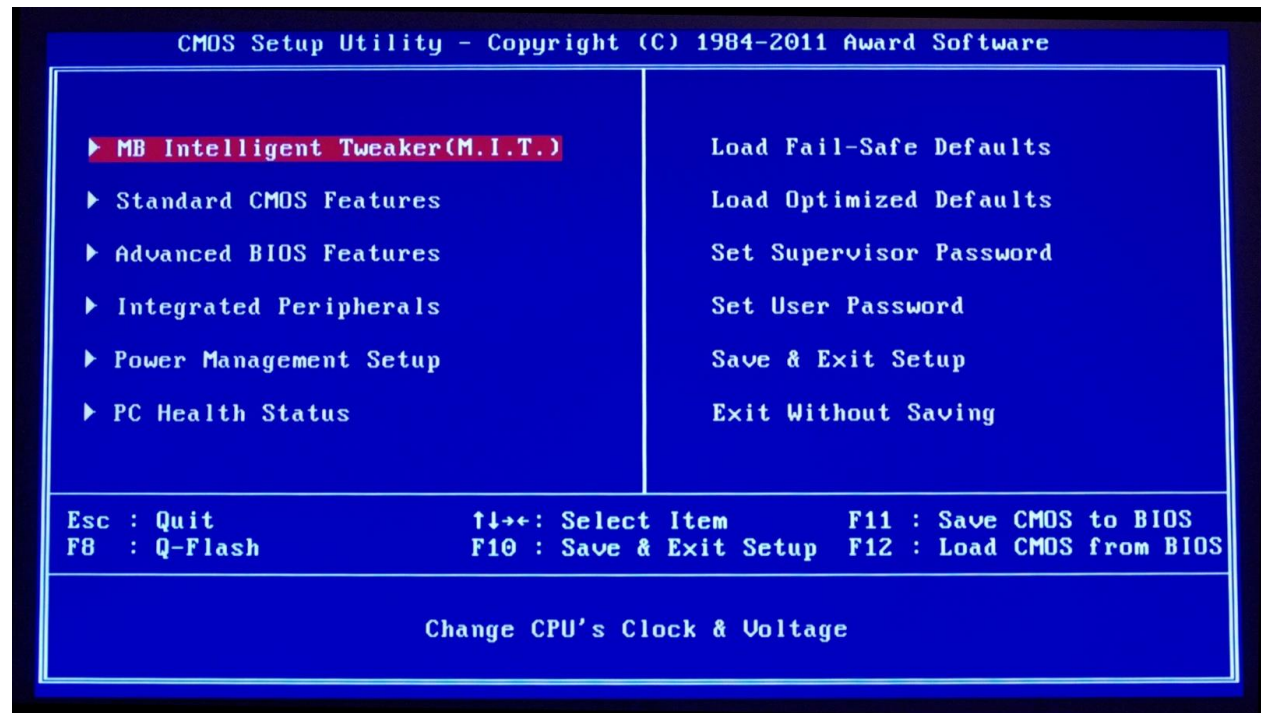 CMOS Setup Utility - Copyright (C) 1984-2011 Award Software
▶ MB Intelligent Tweaker(M.I.T.)
▶ Standard CMOS Features
▶ Advanced BIOS Features
▶ Integrated Peripherals
▶ Power Management Setup
▶ PC Health Status
Load Fail-Safe Defaults
Load Optimized Defaults
Set Supervisor Password
Set User Password
Save & Exit Setup
Exit Without Saving
Esc : Quit ↑↓→←: Select Item F11 : Save CMOS to BIOS
F8 : Q-Flash F10 : Save & Exit Setup F12 : Load CMOS from BIOS
Change CPU's Clock & Voltage